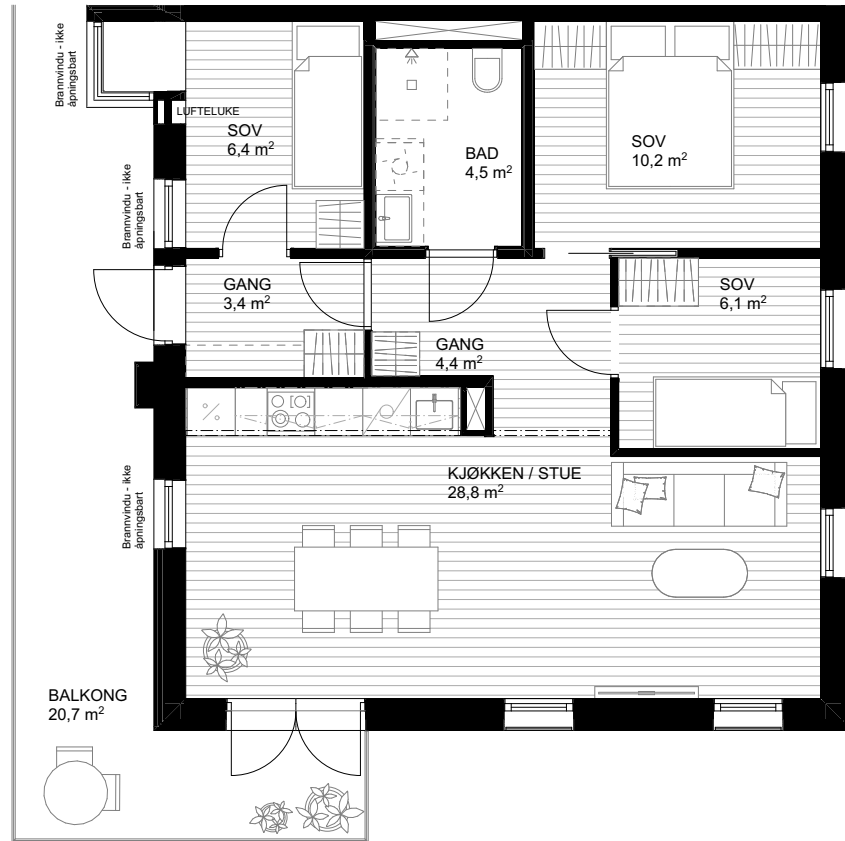 Brannvindu - ikke
åpningsbart
LUFTELUKE
SOV
6,4 m²
BAD
4,5 m²
SOV
10,2 m²
Brannvindu - ikke
åpningsbart
GANG
3,4 m²
SOV
6,1 m²
GANG
4,4 m²
KJØKKEN / STUE
28,8 m²
Brannvindu - ikke
åpningsbart
BALKONG
20,7 m²